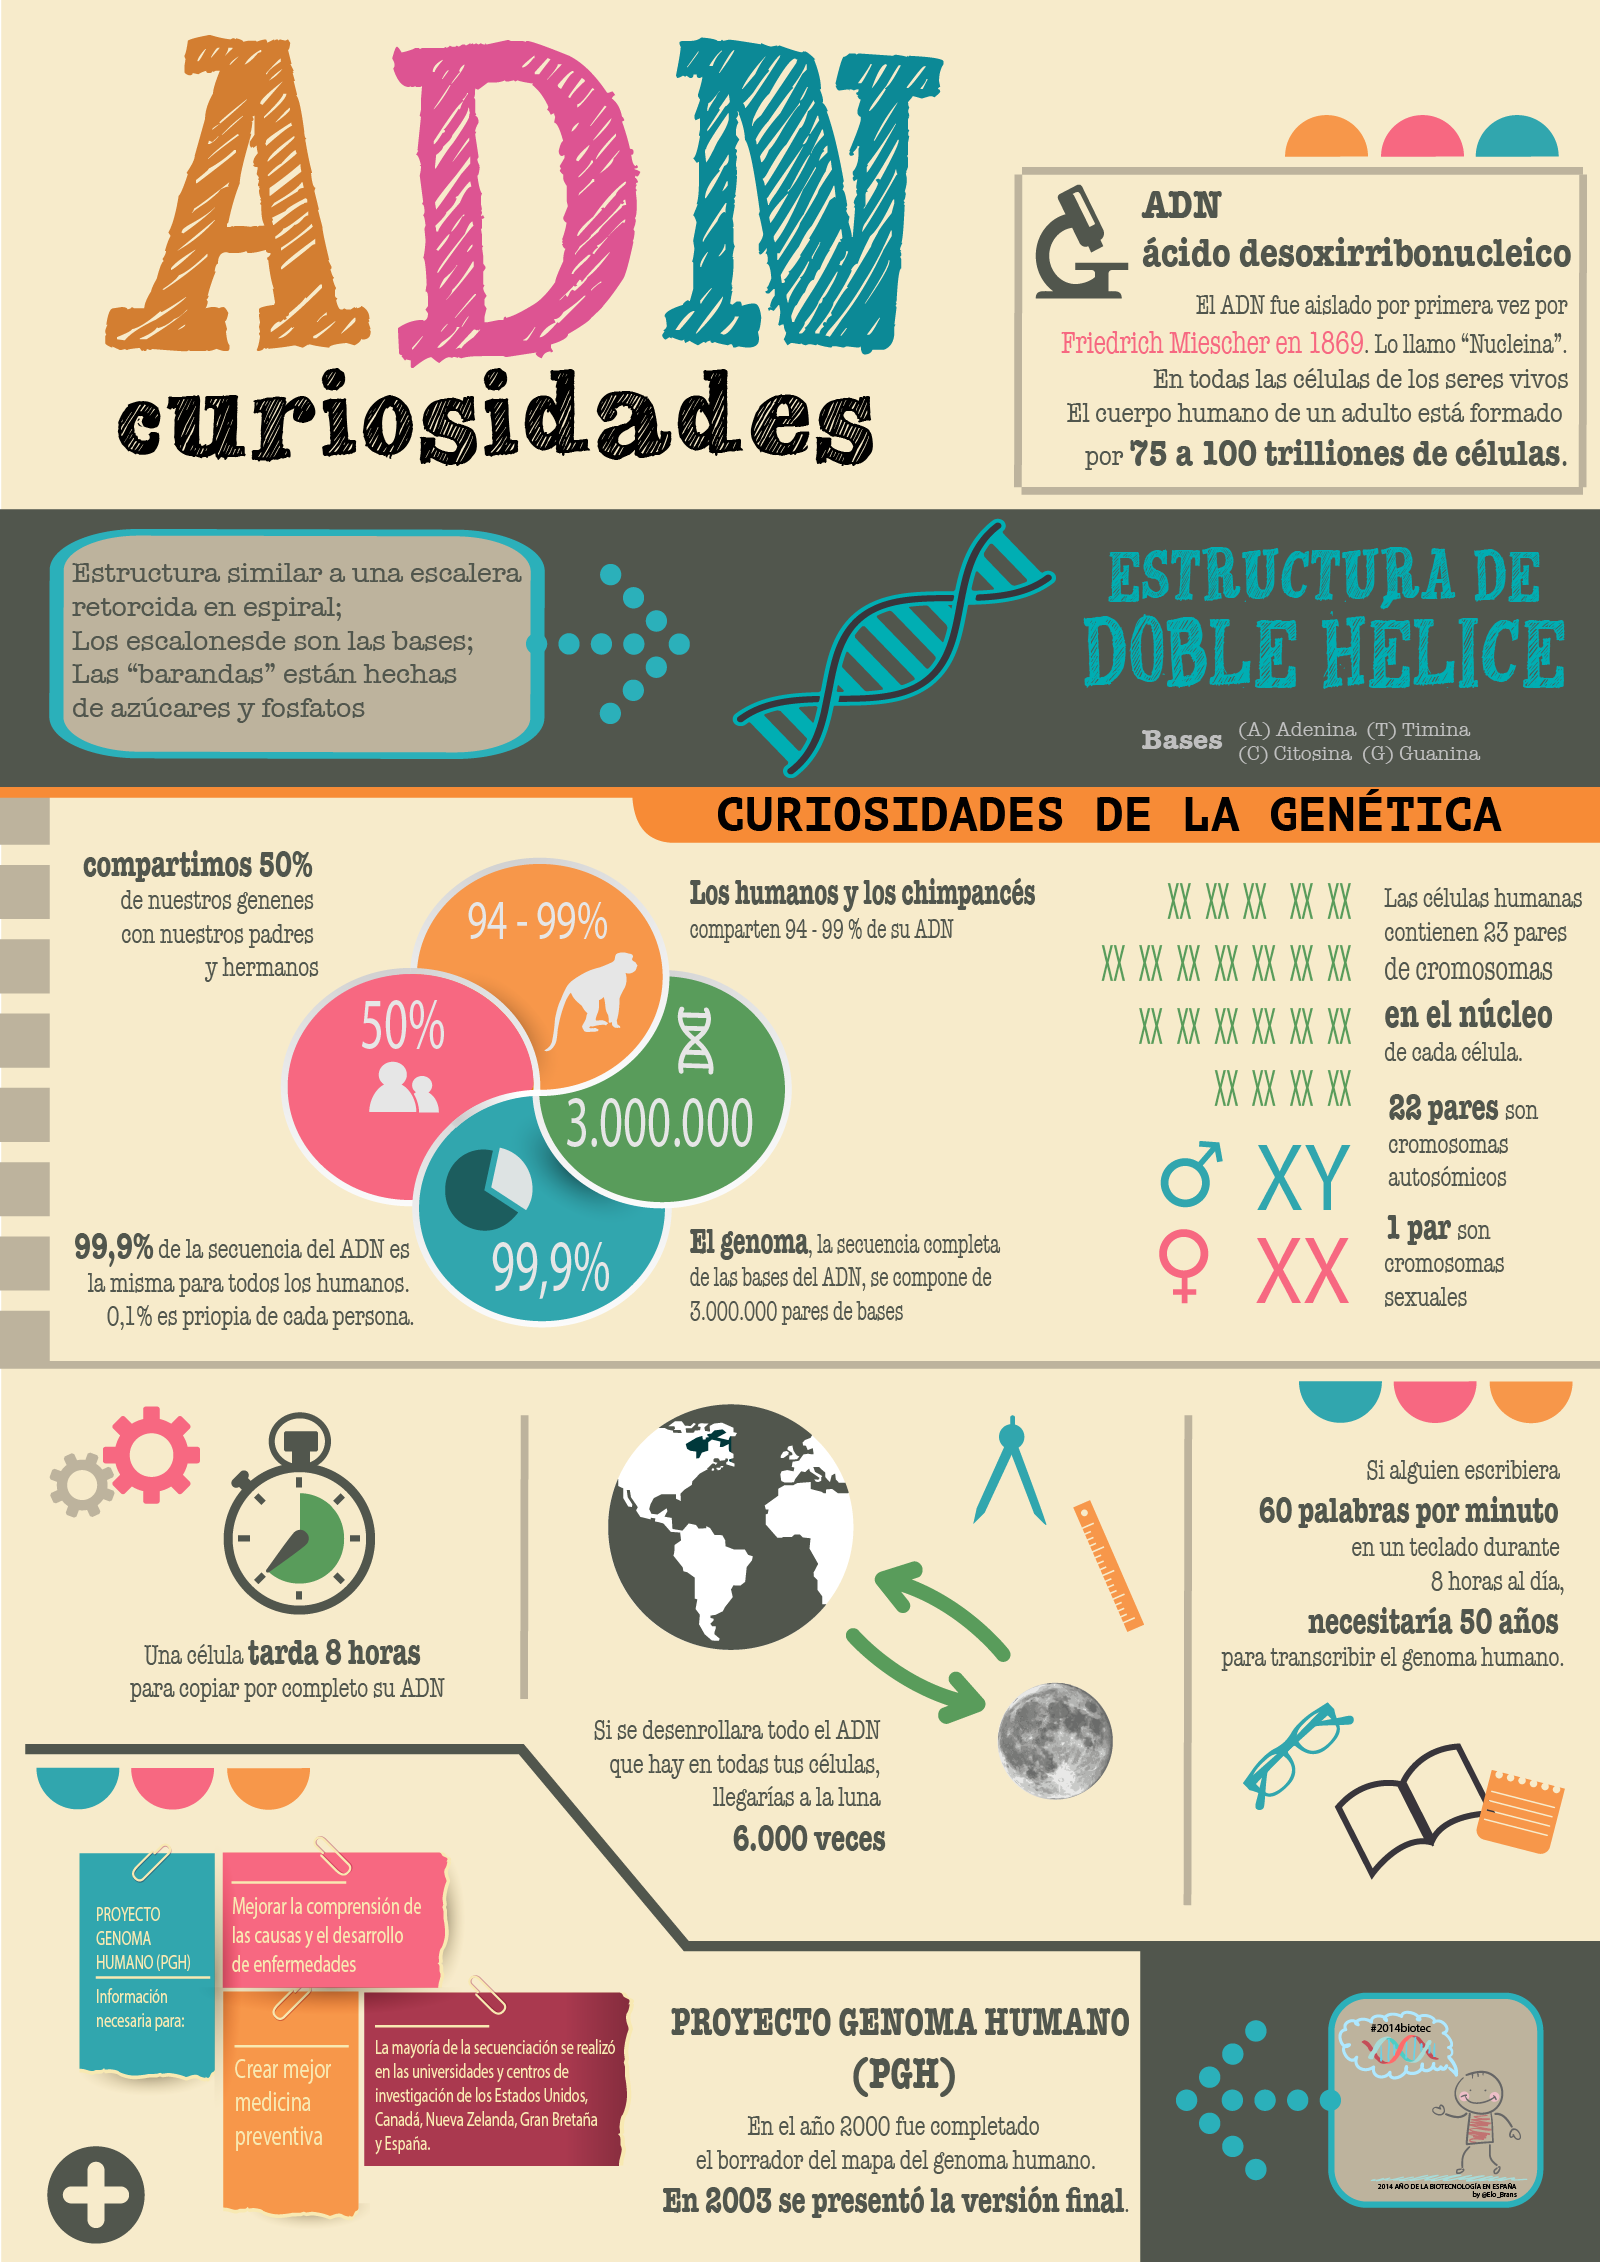 ADN
curiosidades
ADN
ácido desoxirribonucleico
El ADN fue aislado por primera vez por
Friedrich Miescher en 1869. Lo llamo “Nucleina”.
En todas las células de los seres vivos
El cuerpo humano de un adulto está formado
por 75 a 100 trilliones de células.
Estructura similar a una escalera
retorcida en espiral;
Los escalonesde son las bases;
Las “barandas” están hechas
de azúcares y fosfatos
ESTRUCTURA DE
DOBLE HÉLICE
Bases
(A) Adenina (T) Timina
(C) Citosina (G) Guanina
CURIOSIDADES DE LA GENÉTICA
compartimos 50%
de nuestros genenes
con nuestros padres
y hermanos
94 - 99%
50%
3.000.000
99,9%
Los humanos y los chimpancés
comparten 94 - 99 % de su ADN
99,9% de la secuencia del ADN es
la misma para todos los humanos.
0,1% es priopia de cada persona.
El genoma, la secuencia completa
de las bases del ADN, se compone de
3.000.000 pares de bases
XX XX XX XX XX
XX XX XX XX XX XX XX
XX XX XX XX XX XX
XX XX XX XX
XY
XX
Las células humanas
contienen 23 pares
de cromosomas
en el núcleo
de cada célula.
22 pares son
cromosomas
autosómicos
1 par son
cromosomas
sexuales
Una célula tarda 8 horas
para copiar por completo su ADN
Si se desenrollara todo el ADN
que hay en todas tus células,
llegarías a la luna
6.000 veces
Si alguien escribiera
60 palabras por minuto
en un teclado durante
8 horas al día,
necesitaría 50 años
para transcribir el genoma humano.
PROYECTO
GENOMA
HUMANO (PGH)
Información
necesaria para:
Mejorar la comprensión de
las causas y el desarrollo
de enfermedades
Crear mejor
medicina
preventiva
La mayoría de la secuenciación se realizó
en las universidades y centros de
investigación de los Estados Unidos,
Canadá, Nueva Zelanda, Gran Bretaña
y España.
PROYECTO GENOMA HUMANO
(PGH)
En el año 2000 fue completado
el borrador del mapa del genoma humano.
En 2003 se presentó la versión final.
#2014biotec
2014 AÑO DE LA BIOTECNOLOGÍA EN ESPAÑA
by @Elo_Brans